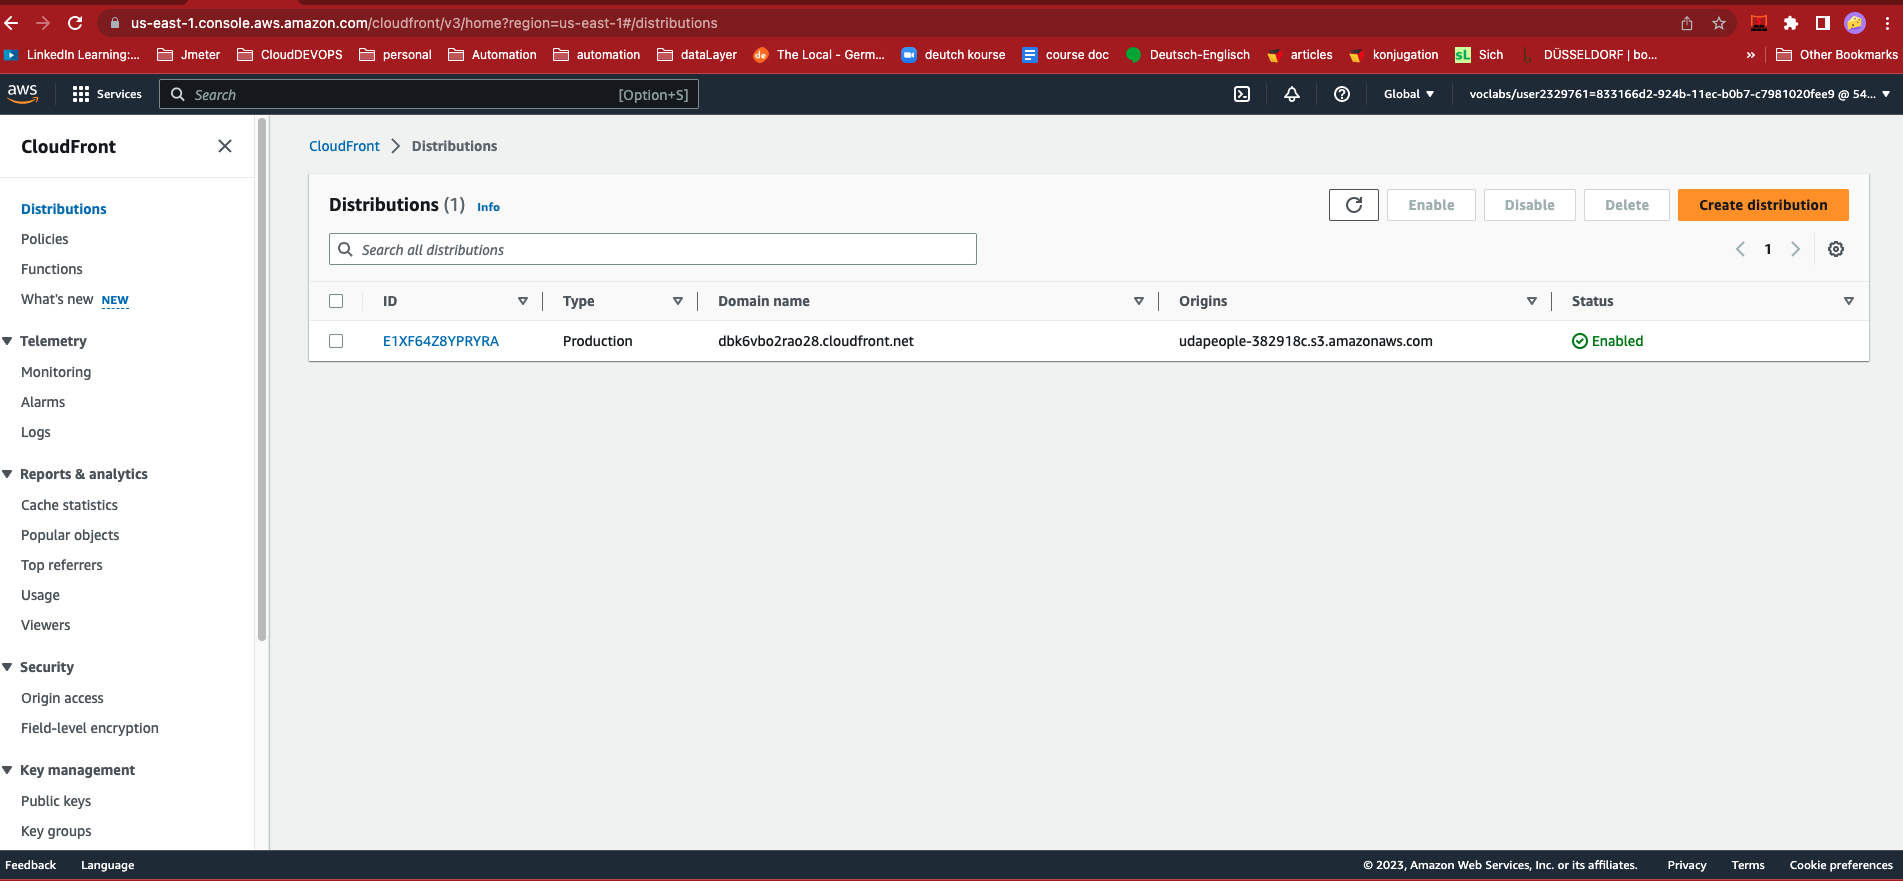 us-east-1.console.aws.amazon.com/cloudfront/v3/home?region=us-east-1#/distributions
LinkedIn Learning:... Jmeter CloudDEVOPS personal Automation automation dataLayer de The Local - Germ... deutch kourse course doc Deutsch-Englisch articles konjugation sL Sich b DÜSSELDORF | bo... » Other Bookmarks
aws Services Search [Option+S] Global voclabs/user2329761=833166d2-924b-11ec-b0b7-c7981020fee9 @ 54...
CloudFront
CloudFront > Distributions
Distributions (1) Info Enable Disable Delete Create distribution
Search all distributions 1
ID Type Domain name Origins Status
E1XF64Z8YPRYRA Production dbk6vbo2rao28.cloudfront.net udapeople-382918c.s3.amazonaws.com Enabled
Distributions
Policies
Functions
What's new NEW
Telemetry
Monitoring
Alarms
Logs
Reports & analytics
Cache statistics
Popular objects
Top referrers
Usage
Viewers
Security
Origin access
Field-level encryption
Key management
Public keys
Key groups
Feedback Language © 2023, Amazon Web Services, Inc. or its affiliates. Privacy Terms Cookie preferences